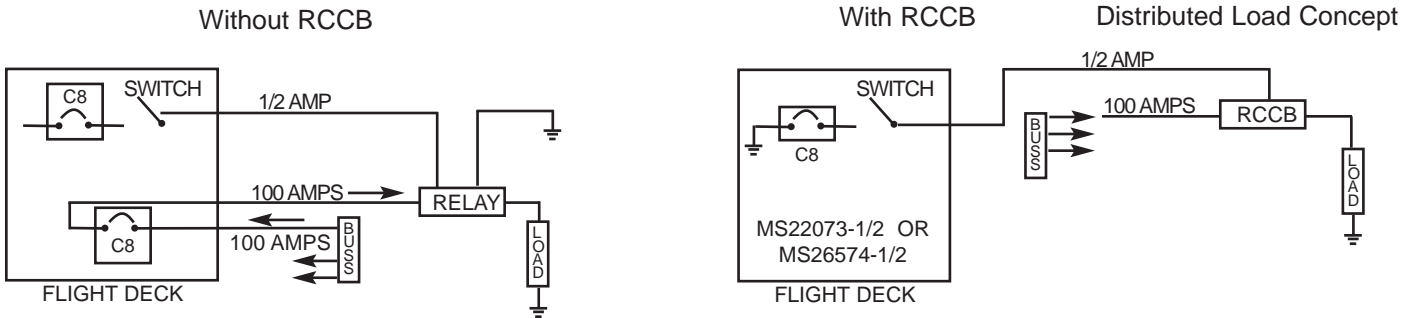 Without RCCB
C8
SWITCH
1/2 AMP
100 AMPS
RELAY
C8
100 AMPS
BUSS
LOAD
FLIGHT DECK
With RCCB
Distributed Load Concept
1/2 AMP
SWITCH
C8
BUSS
100 AMPS
RCCB
LOAD
MS22073-1/2 OR
MS26574-1/2
FLIGHT DECK